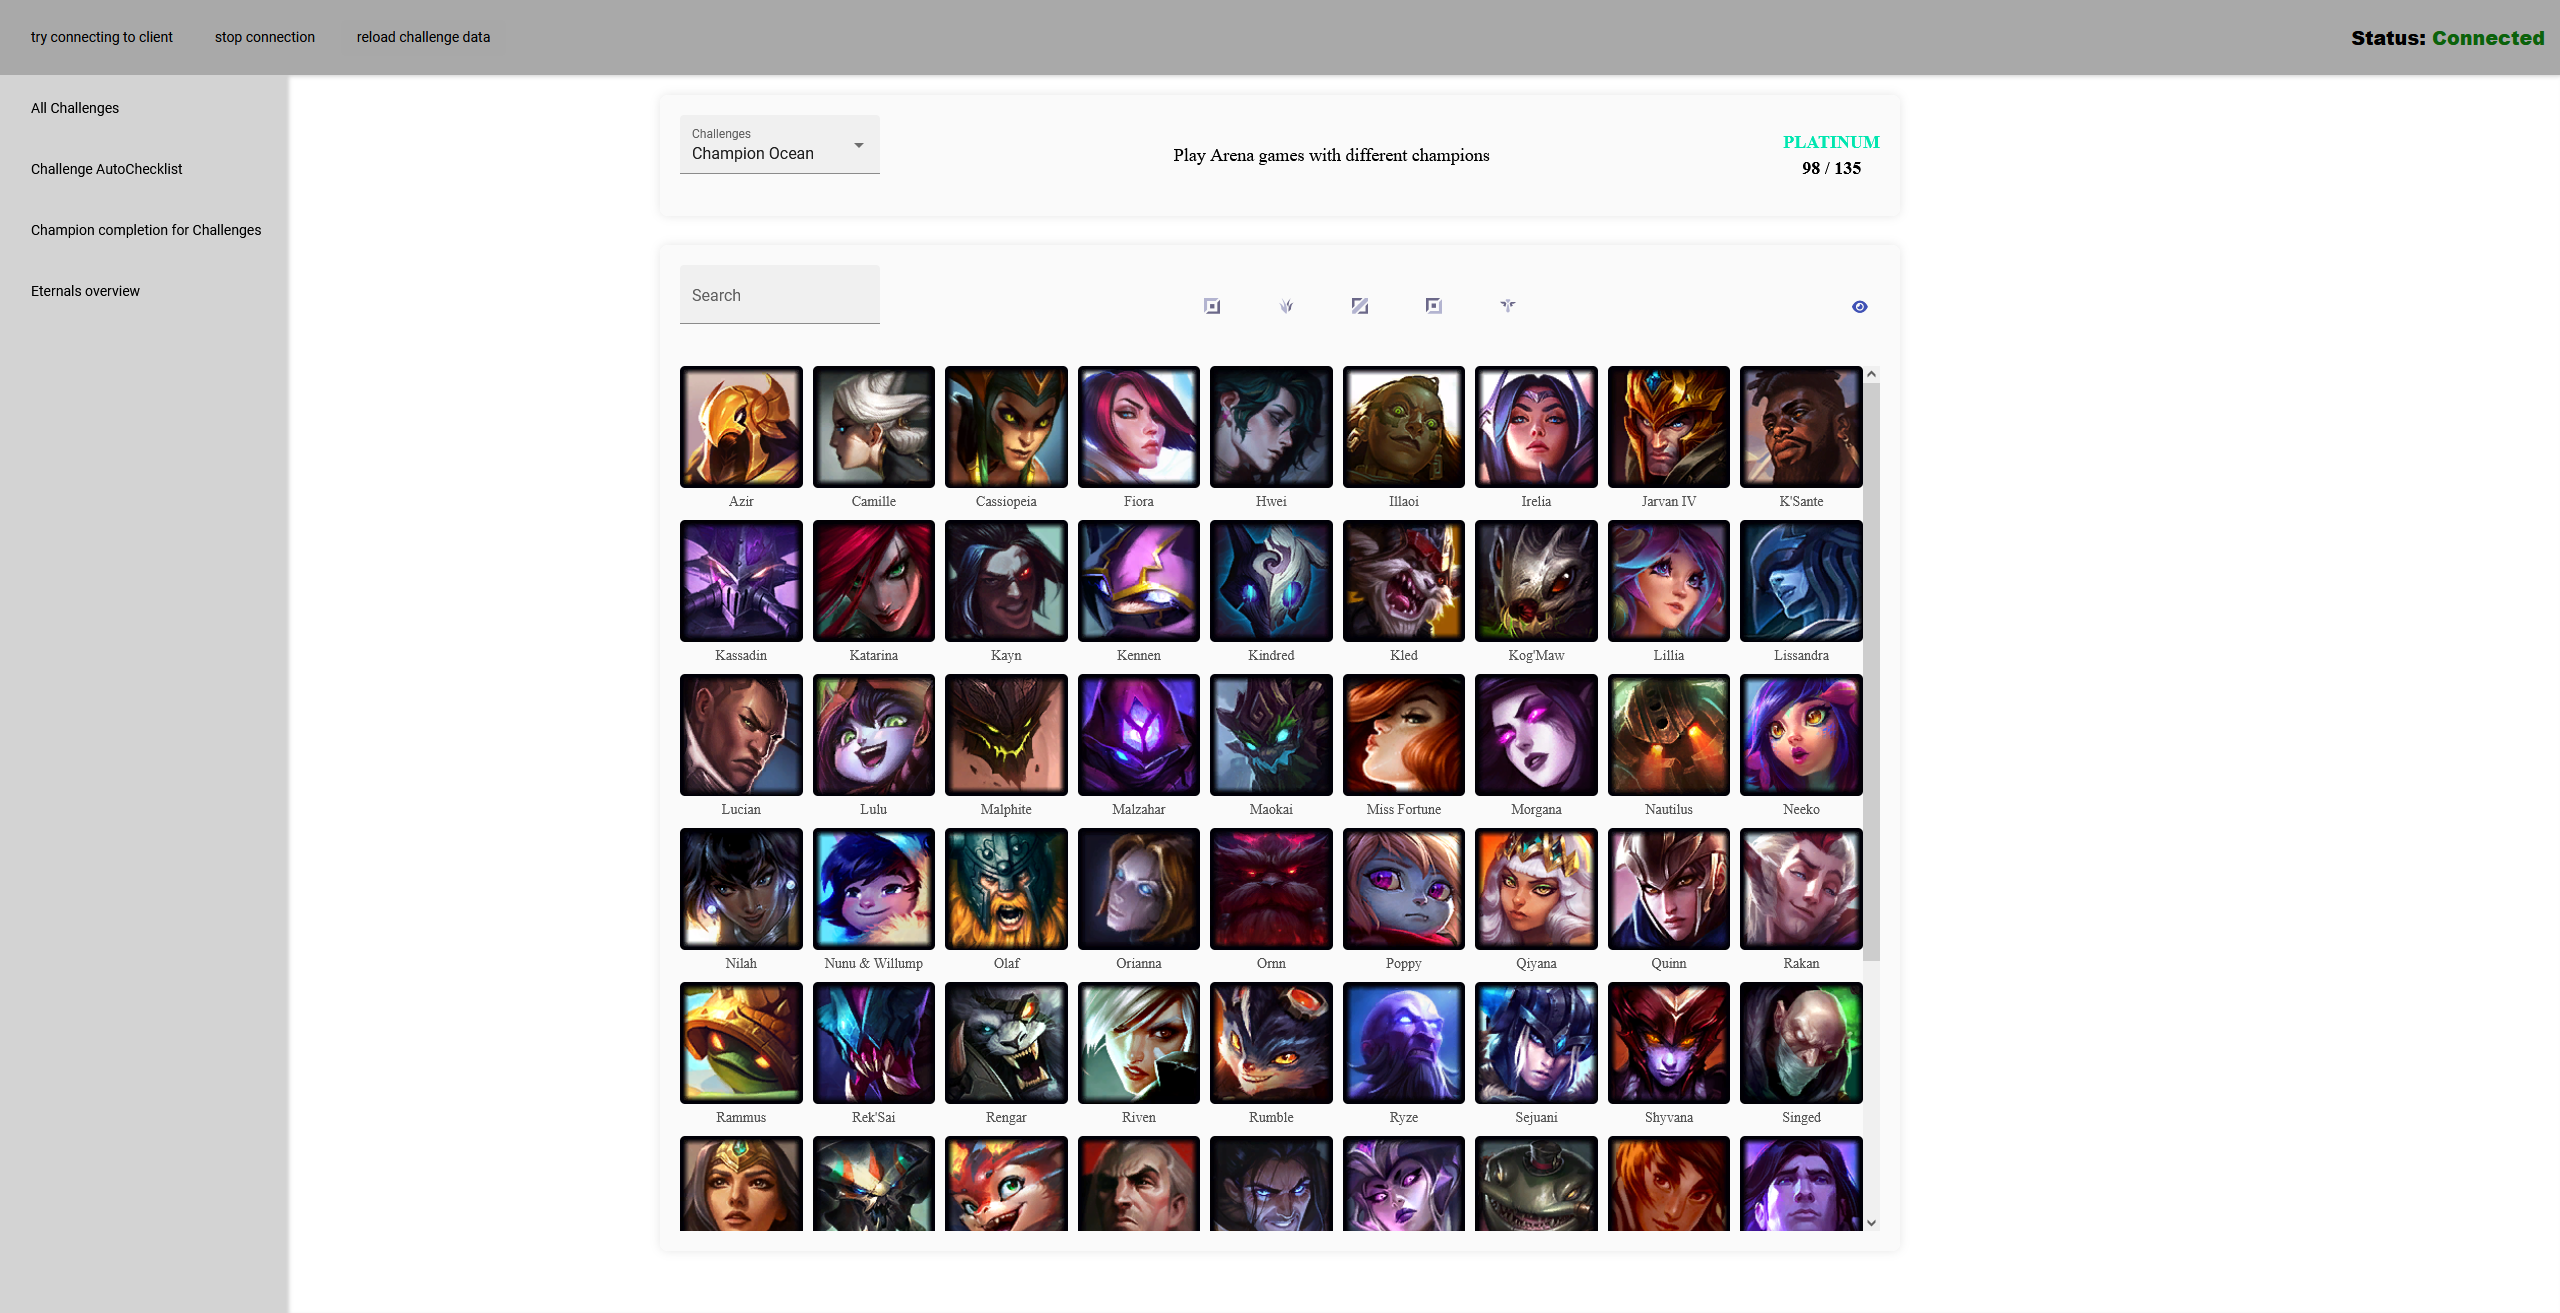 try connecting to client stop connection reload challenge data Status: Connected
All Challenges
Challenge AutoChecklist
Champion completion for Challenges
Eternals overview
Challenges
Champion Ocean
Play Arena games with different champions
PLATINUM
98 / 135
Search
Azir Camille Cassiopeia Fiora Hwei Illaoi Irelia Jarvan IV K'Sante
Kassadin Katarina Kayn Kennen Kindred Kled Kog'Maw Lillia Lissandra
Lucian Lulu Malphite Malzahar Maokai Miss Fortune Morgana Nautilus Neeko
Nilah Nunu & Willump Olaf Orianna Ornn Poppy Qiyana Quinn Rakan
Rammus Rek'Sai Rengar Riven Rumble Ryze Sejuani Shyvana Singed